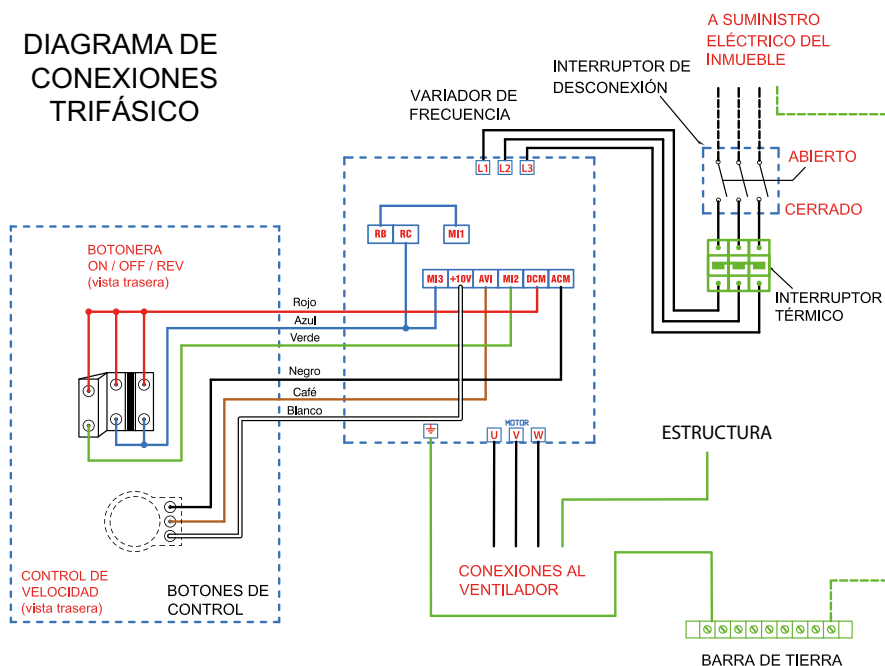 DIAGRAMA DE
CONEXIONES
TRIFÁSICO
A SUMINISTRO
ELÉCTRICO DEL
INMUEBLE
INTERRUPTOR DE
DESCONEXIÓN
VARIADOR DE
FRECUENCIA
L1 L2 L3
ABIERTO
CERRADO
RB RC MI1
BOTONERA
ON / OFF / REV
(vista trasera)
MI3 +10V AVI MI2 DCM ACM
INTERRUPTOR
TÉRMICO
Rojo
Azul
Verde
Negro
Café
Blanco
MOTOR
U V W
ESTRUCTURA
CONEXIONES AL
VENTILADOR
CONTROL DE
VELOCIDAD
(vista trasera)
BOTONES DE
CONTROL
BARRA DE TIERRA